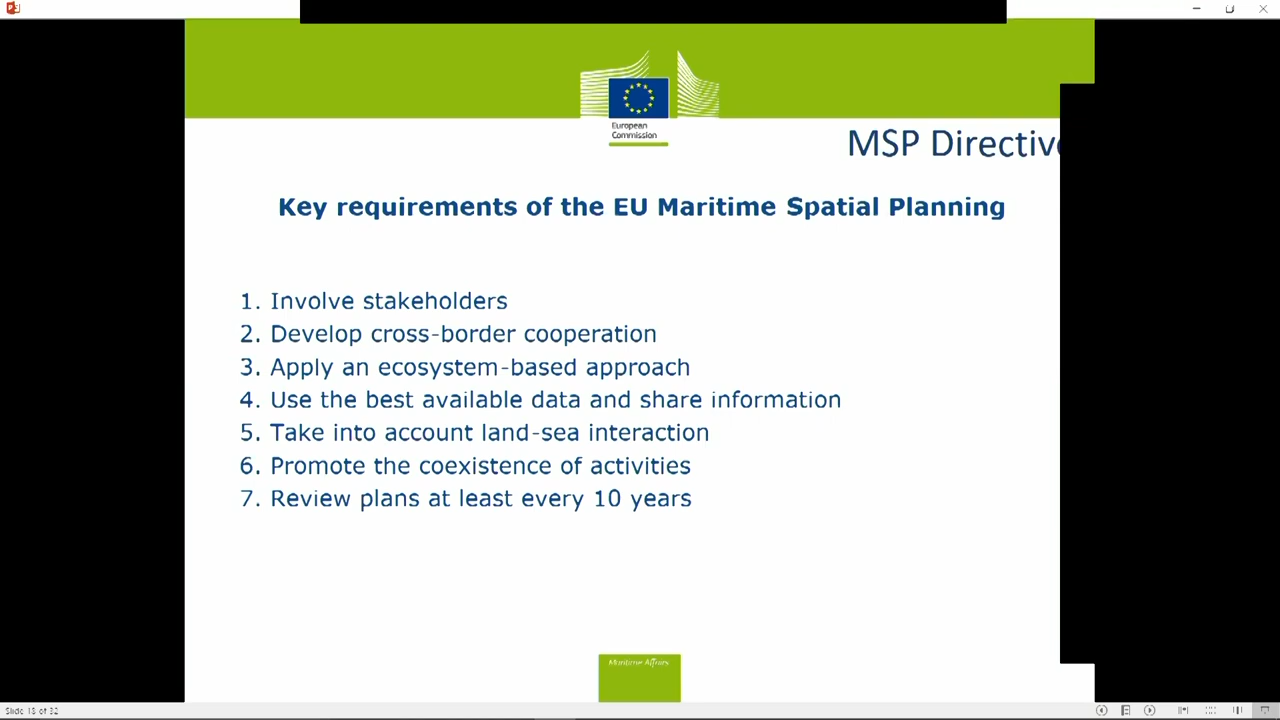 European
Commission
MSP Directive
Key requirements of the EU Maritime Spatial Planning
1. Involve stakeholders
2. Develop cross-border cooperation
3. Apply an ecosystem-based approach
4. Use the best available data and share information
5. Take into account land-sea interaction
6. Promote the coexistence of activities
7. Review plans at least every 10 years
Maritime Affairs